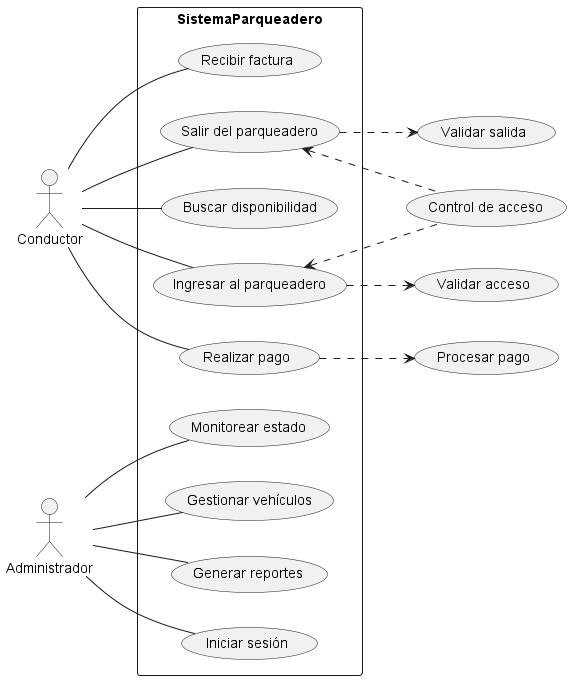 SistemaParqueadero
Recibir factura
Salir del parqueadero
Validar salida
Buscar disponibilidad
Control de acceso
Conductor
Ingresar al parqueadero
Validar acceso
Realizar pago
Procesar pago
Monitorear estado
Gestionar vehículos
Administrador
Generar reportes
Iniciar sesión